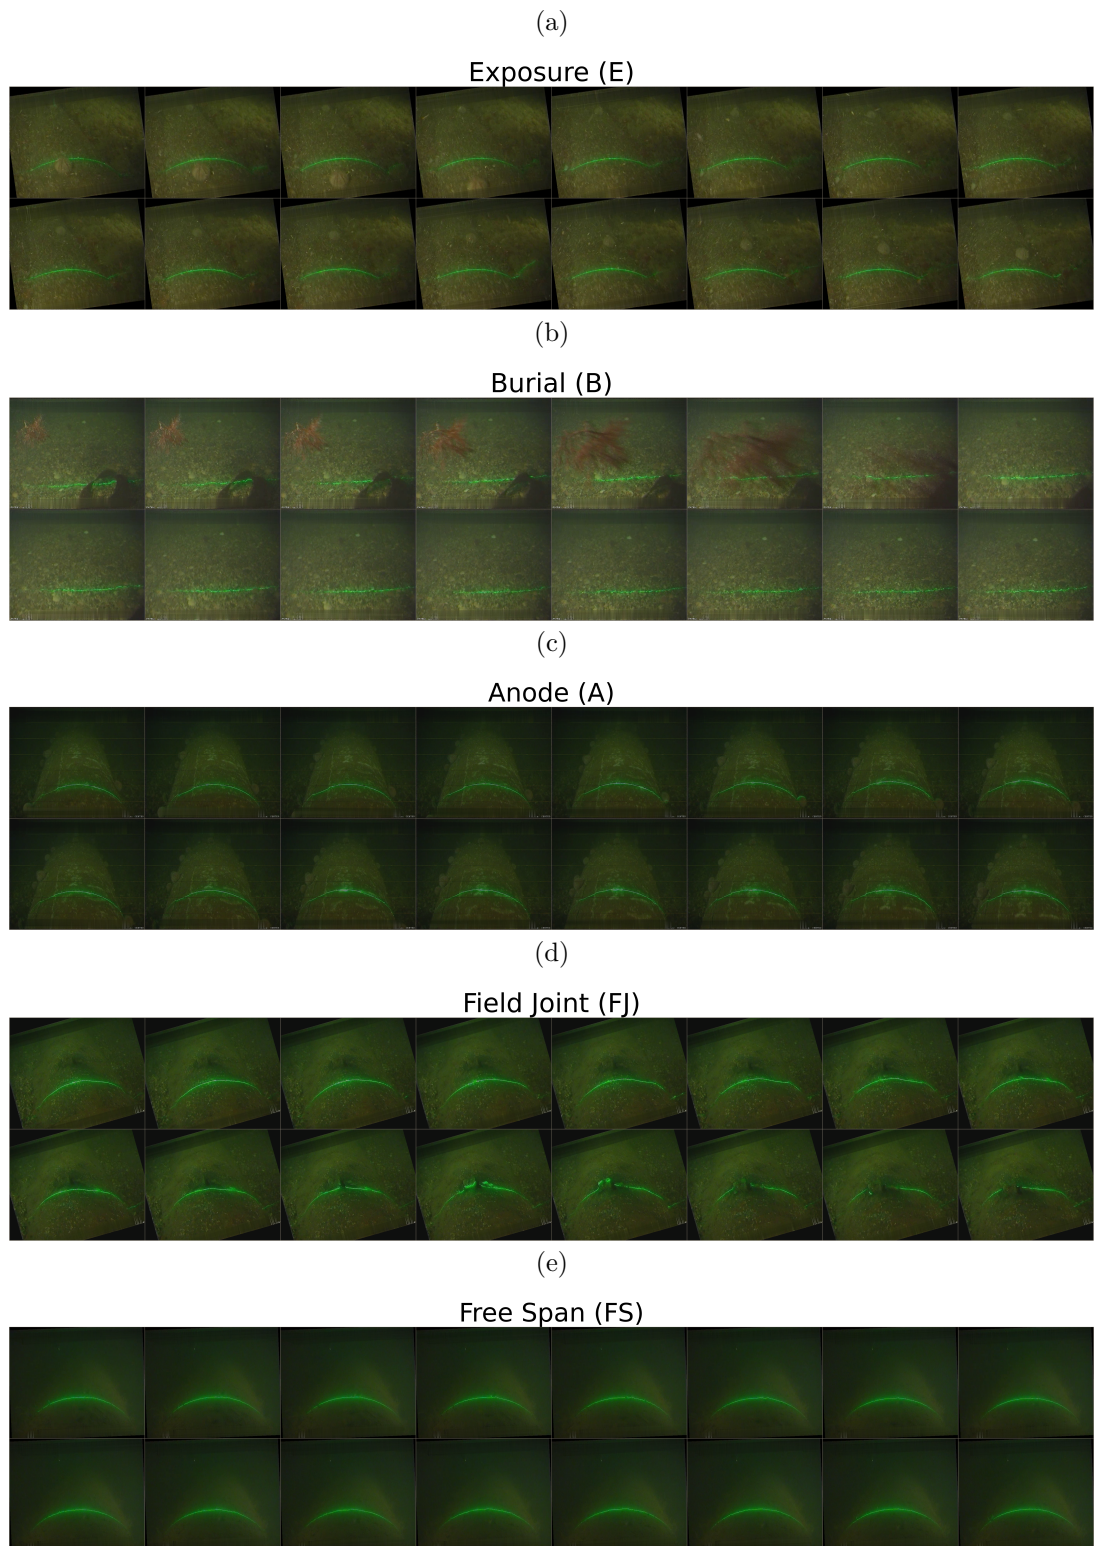 (a)
Exposure (E)
(b)
Burial (B)
(c)
Anode (A)
(d)
Field Joint (FJ)
(e)
Free Span (FS)